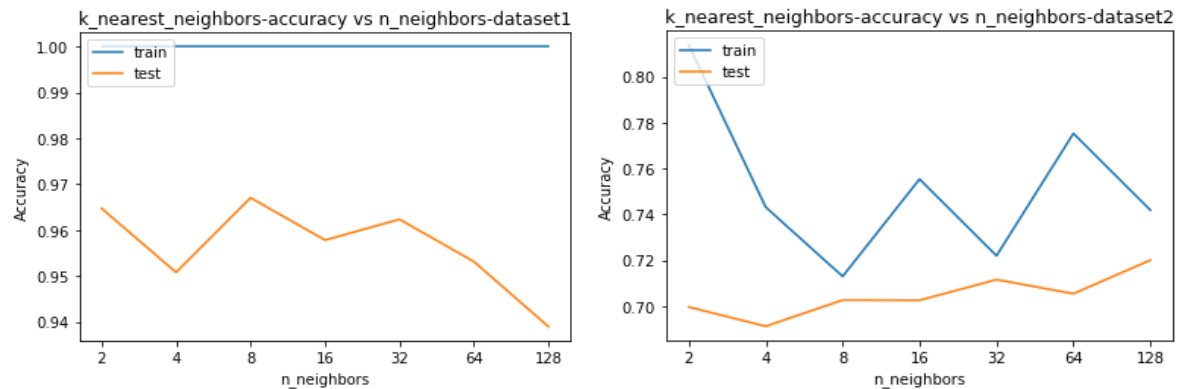 k_nearest_neighbors-accuracy vs n_neighbors-dataset1
train
test
1.00
0.99
0.98
0.97
0.96
0.95
0.94
Accuracy
2 4 8 16 32 64 128
n_neighbors
k_nearest_neighbors-accuracy vs n_neighbors-dataset2
train
test
0.80
0.78
0.76
0.74
0.72
0.70
Accuracy
2 4 8 16 32 64 128
n_neighbors